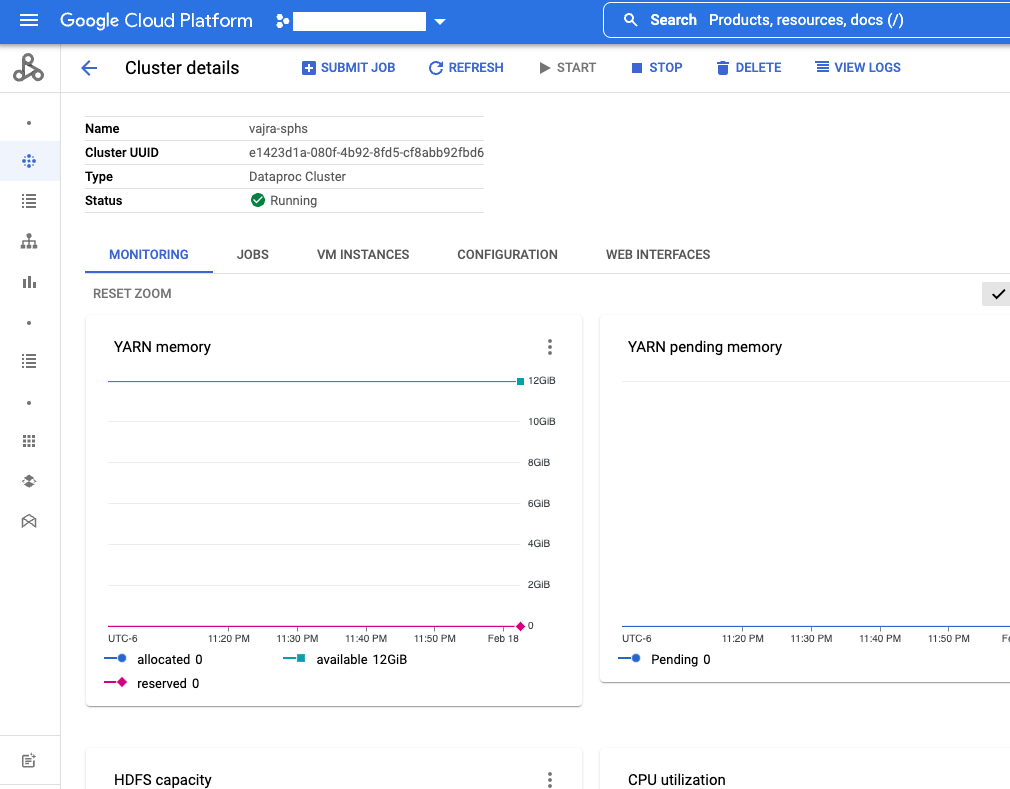 Google Cloud Platform
Search Products, resources, docs (/)
Cluster details
SUBMIT JOB
REFRESH
START
STOP
DELETE
VIEW LOGS
Name vajra-sphs
Cluster UUID e1423d1a-080f-4b92-8fd5-cf8abb92fbd6
Type Dataproc Cluster
Status Running
MONITORING
JOBS
VM INSTANCES
CONFIGURATION
WEB INTERFACES
RESET ZOOM
YARN memory
12GiB
10GiB
8GiB
6GiB
4GiB
2GiB
0
UTC-6 11:20 PM 11:30 PM 11:40 PM 11:50 PM Feb 18
allocated 0
available 12GiB
reserved 0
YARN pending memory
UTC-6 11:20 PM 11:30 PM 11:40 PM 11:50 PM
Pending 0
HDFS capacity
CPU utilization